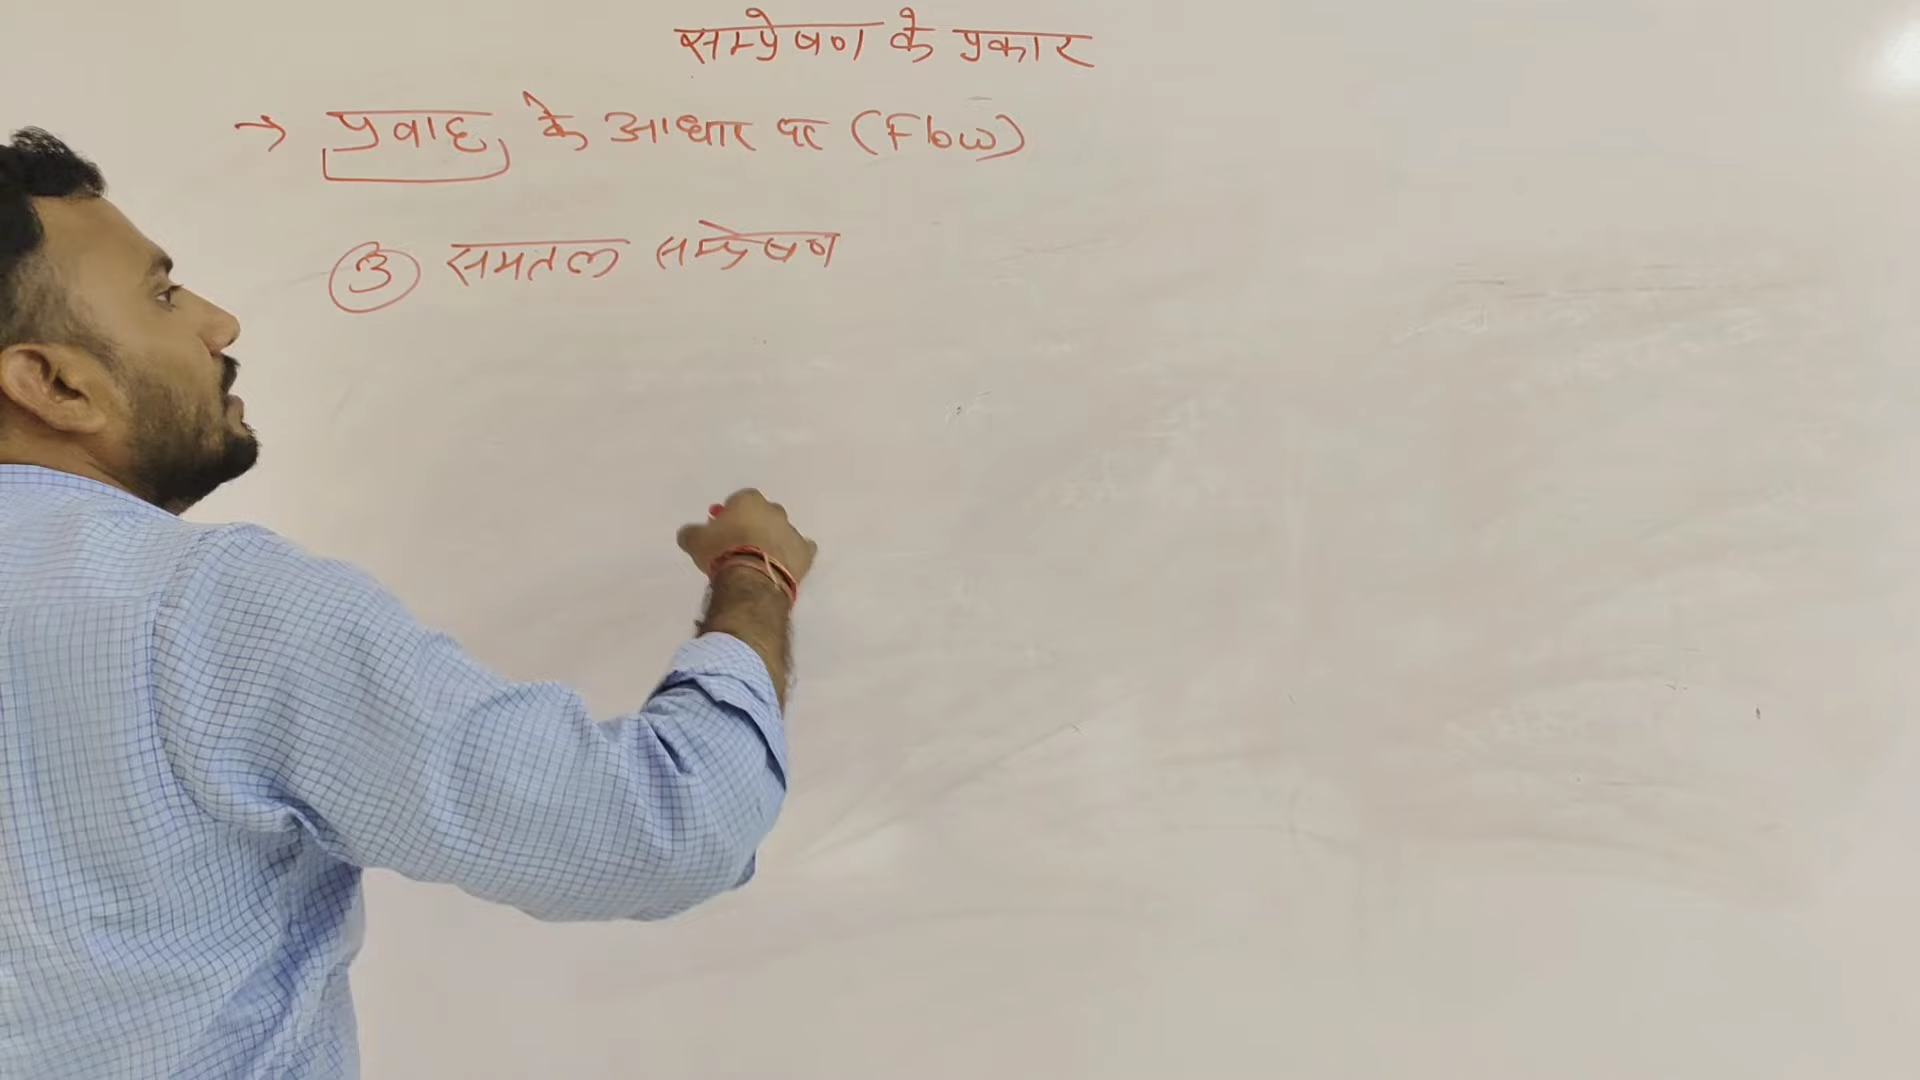 सम्प्रेषण के प्रकार
→ प्रवाह के आधार पर (Flow)
③ समतल सम्प्रेषण